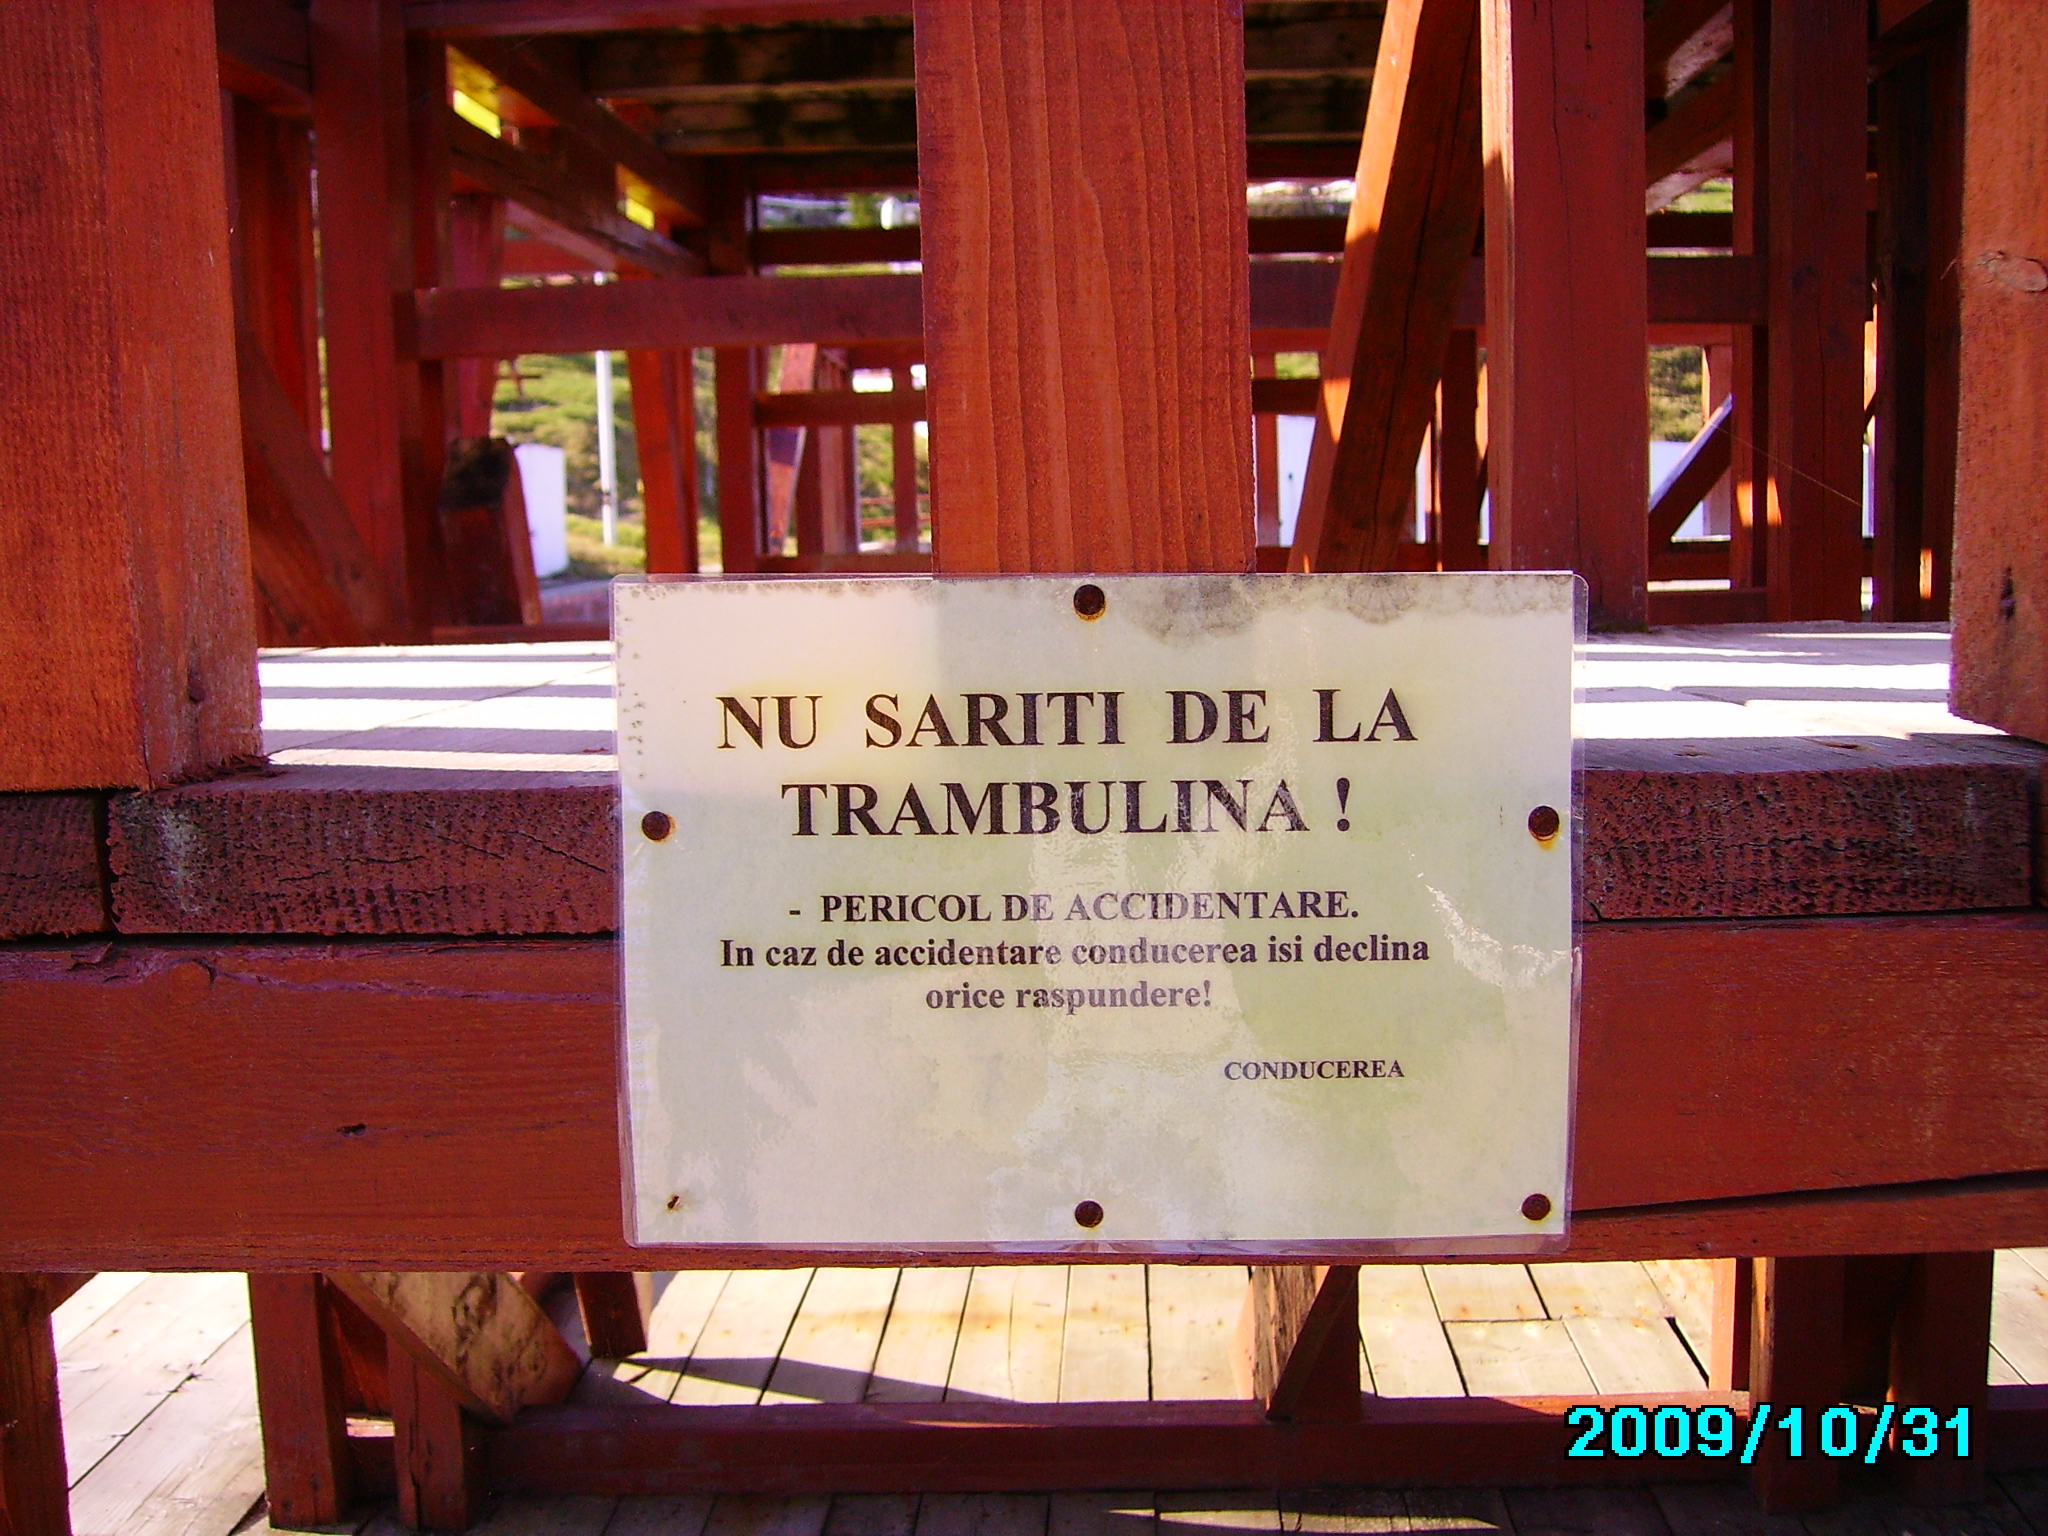 NU SARITI DE LA
TRAMBULINA !
- PERICOL DE ACCIDENTARE.
In caz de accidentare conducerea isi declina
orice raspundere!
CONDUCEREA
2009/10/31